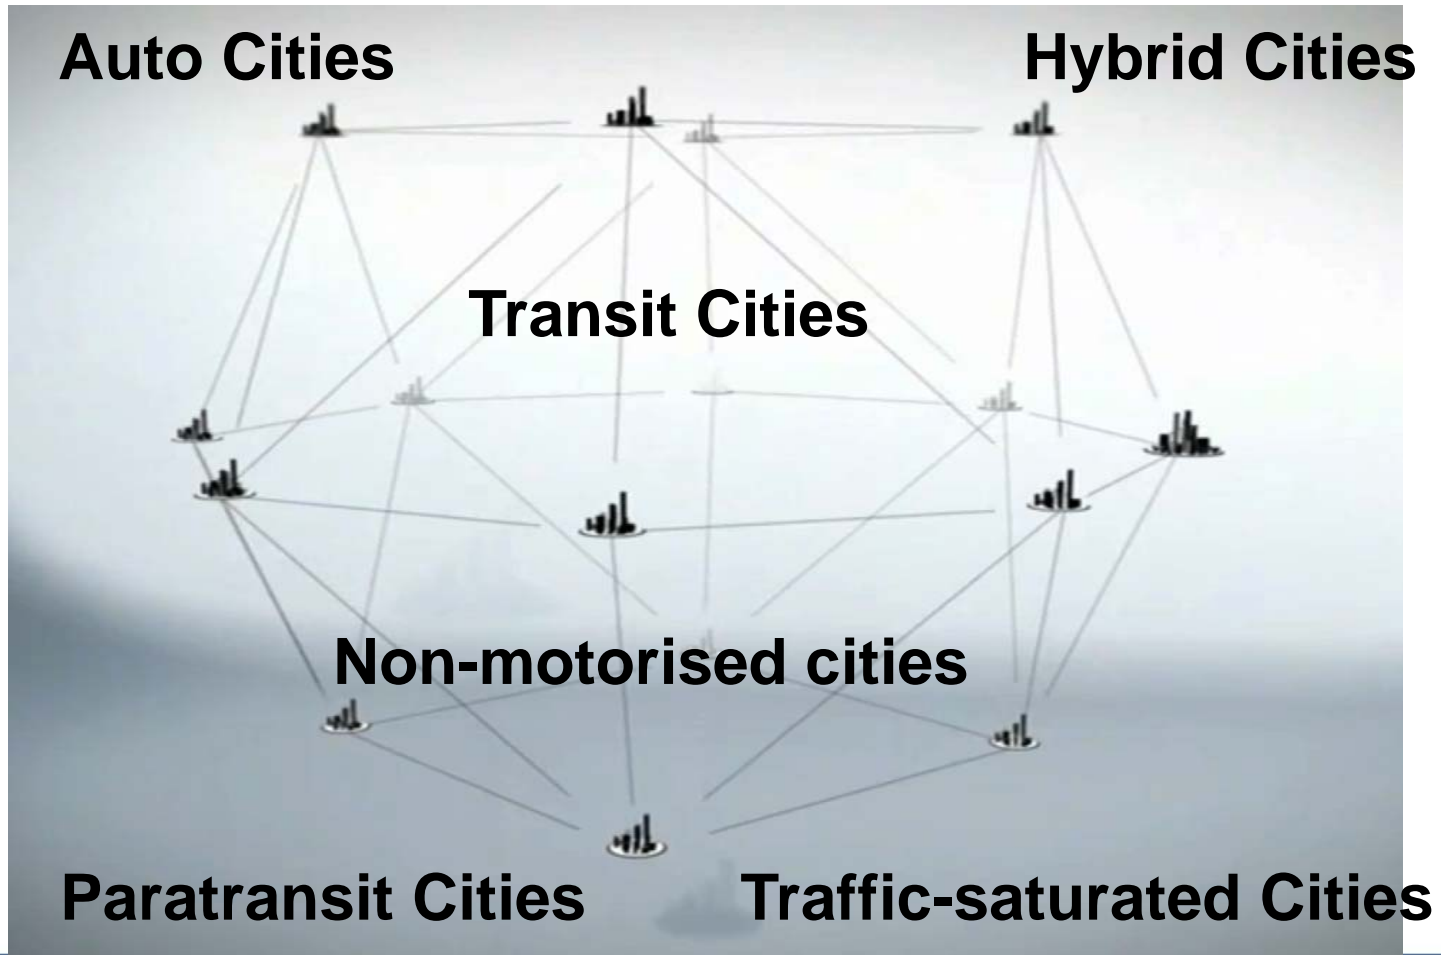 Auto Cities
Hybrid Cities
Transit Cities
Non-motorised cities
Paratransit Cities
Traffic-saturated Cities